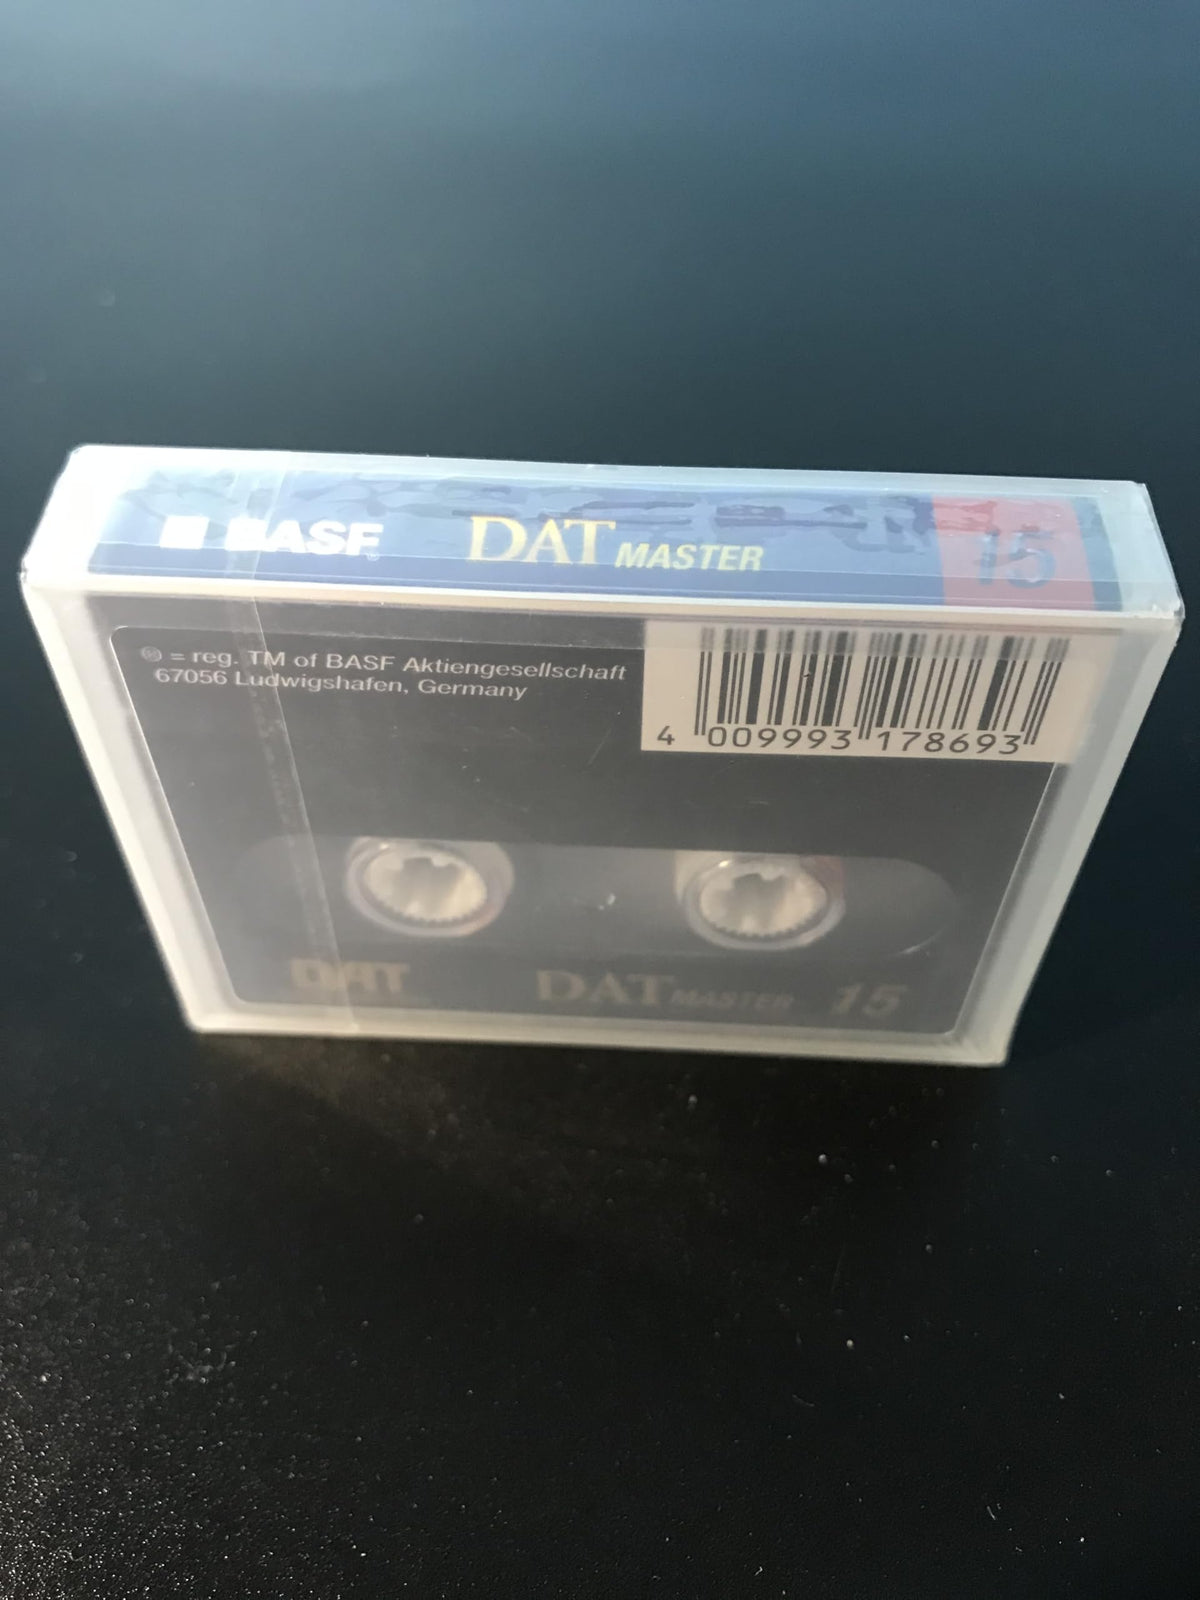 BASF®
DAT MASTER
15
® = reg. TM of BASF Aktiengesellschaft
67056 Ludwigshafen, Germany
4 009993 178693
DAT
DAT MASTER 15